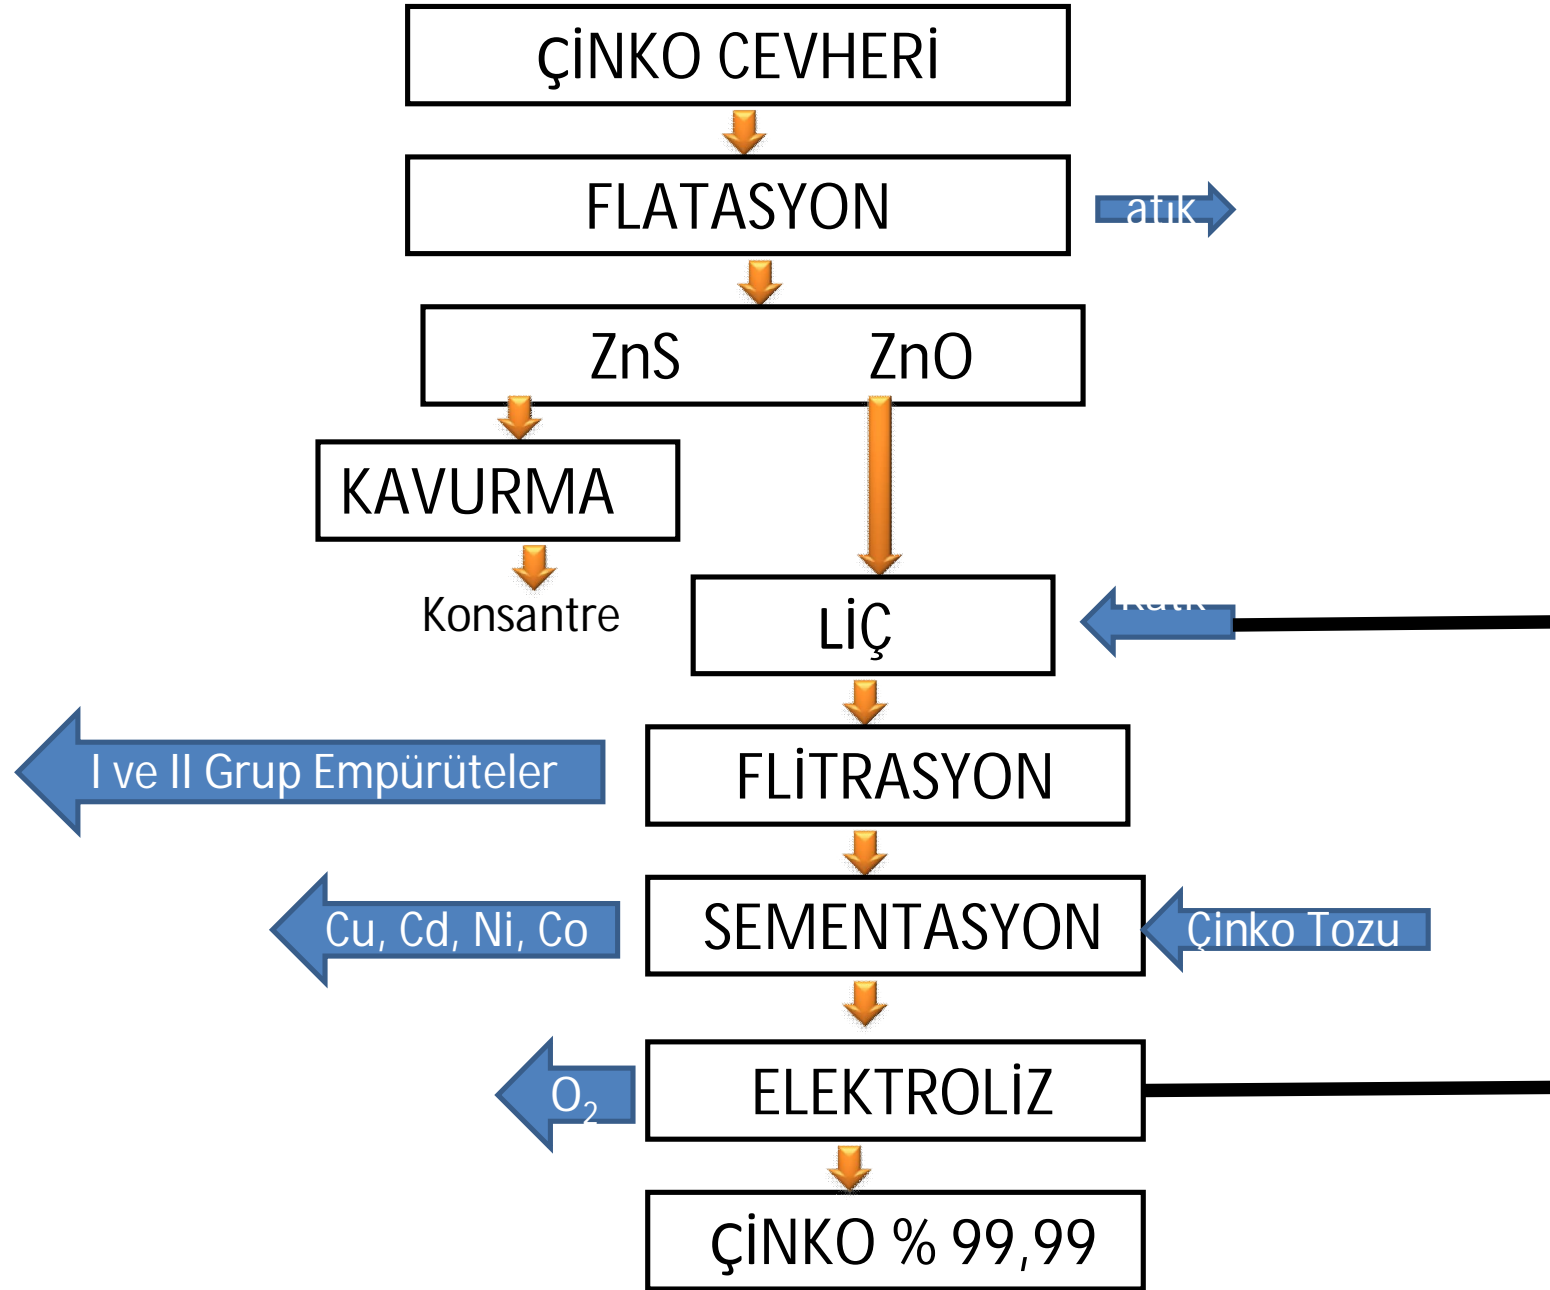 ÇİNKO CEVHERİ
FLATASYON
atık
ZnS ZnO
KAVURMA
Konsantre
LİÇ
FLİTRASYON
I ve II Grup Empürüteler
SEMENTASYON
Cu, Cd, Ni, Co
Çinko Tozu
ELEKTROLİZ
O₂
ÇİNKO % 99,99